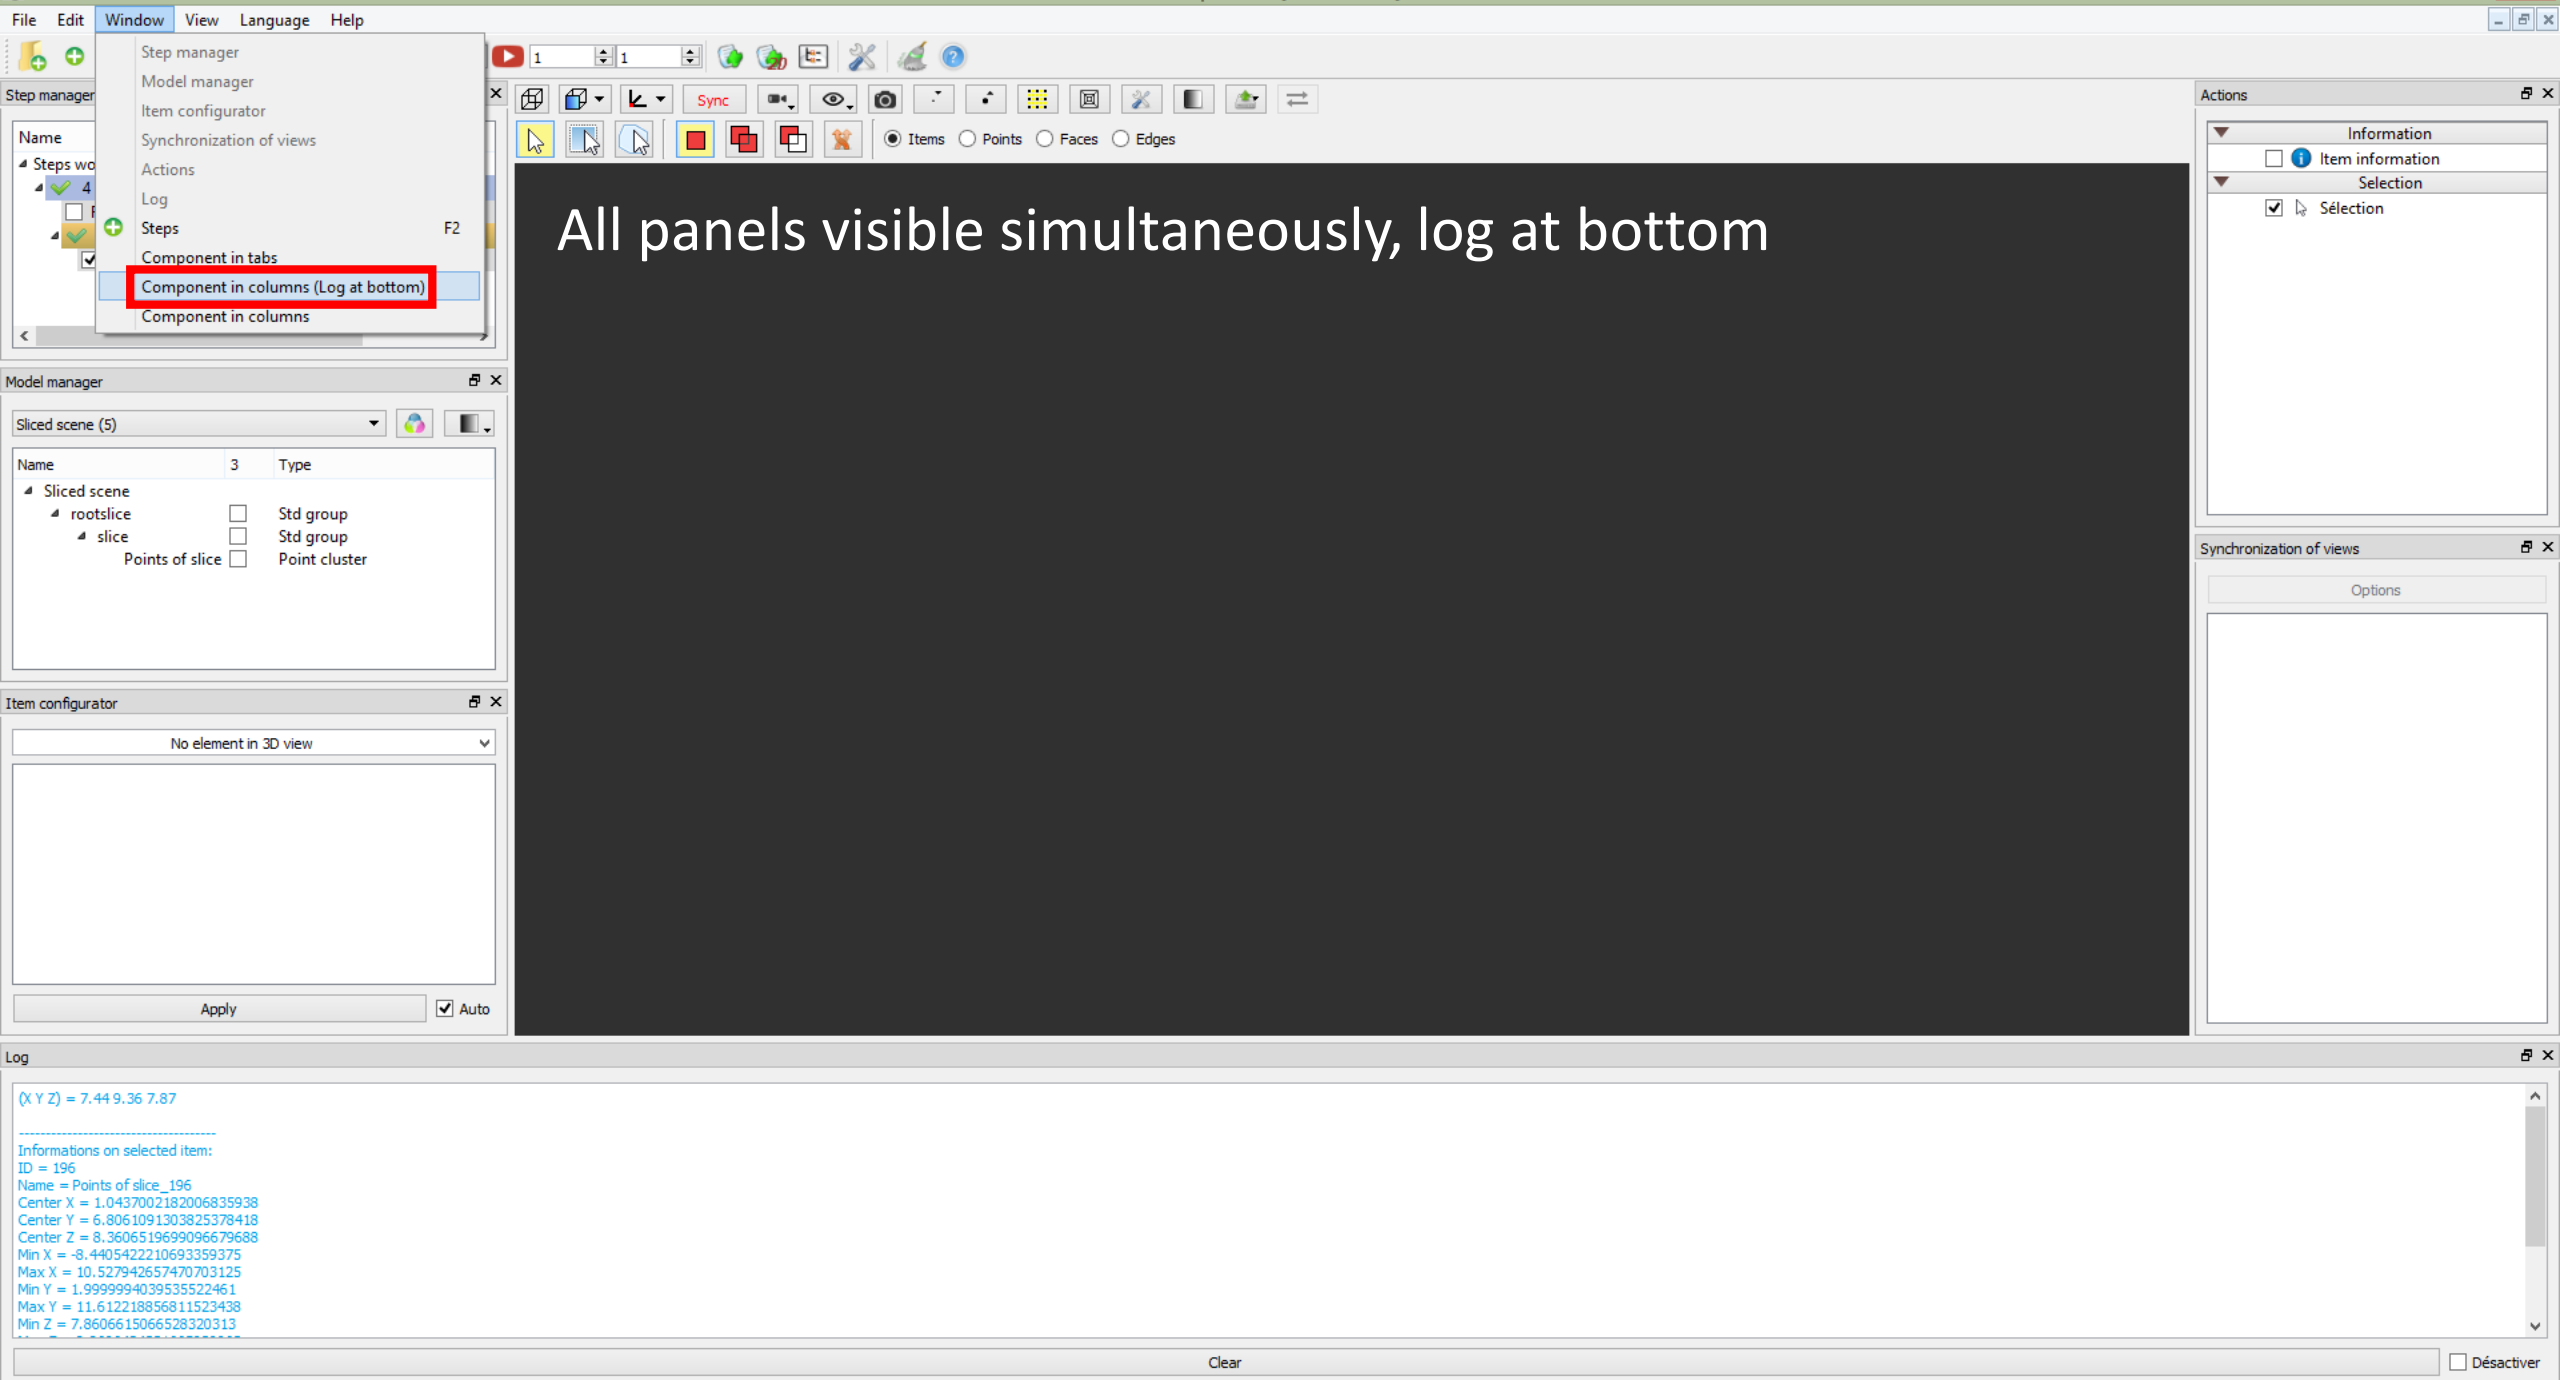 File Edit Window View Language Help
Step manager
Model manager
Item configurator
Synchronization of views
Actions
Log
Steps F2
Component in tabs
Component in columns (Log at bottom)
Component in columns
1 1
2D
Step manager
Name
Steps wo
4
Sync
Items Points Faces Edges
All panels visible simultaneously, log at bottom
Model manager
Sliced scene (5)
Name 3 Type
Sliced scene
rootslice Std group
slice Std group
Points of slice Point cluster
Item configurator
No element in 3D view
Apply Auto
Actions
Information
Item information
Selection
Sélection
Synchronization of views
Options
Log
(X Y Z) = 7.44 9.36 7.87
-------------------------------------
Informations on selected item:
ID = 196
Name = Points of slice_196
Center X = 1.0437002182006835938
Center Y = 6.8061091303825378418
Center Z = 8.3606519699096679688
Min X = -8.4405422210693359375
Max X = 10.527942657470703125
Min Y = 1.9999994039535522461
Max Y = 11.612218856811523438
Min Z = 7.8606615066528320313
Clear Désactiver